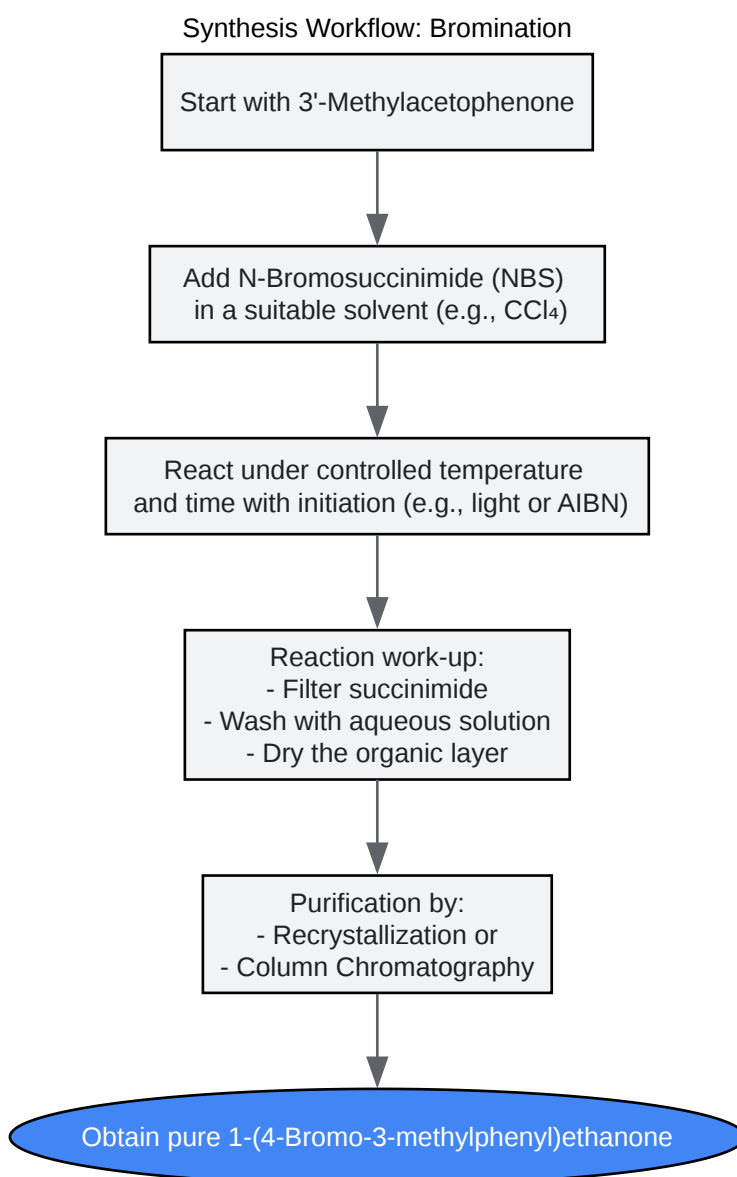 Synthesis Workflow: Bromination
Start with 3'-Methylacetophenone
Add N-Bromosuccinimide (NBS)
in a suitable solvent (e.g., CCl₄)
React under controlled temperature
and time with initiation (e.g., light or AIBN)
Reaction work-up:
- Filter succinimide
- Wash with aqueous solution
- Dry the organic layer
Purification by:
- Recrystallization or
- Column Chromatography
Obtain pure 1-(4-Bromo-3-methylphenyl)ethanone